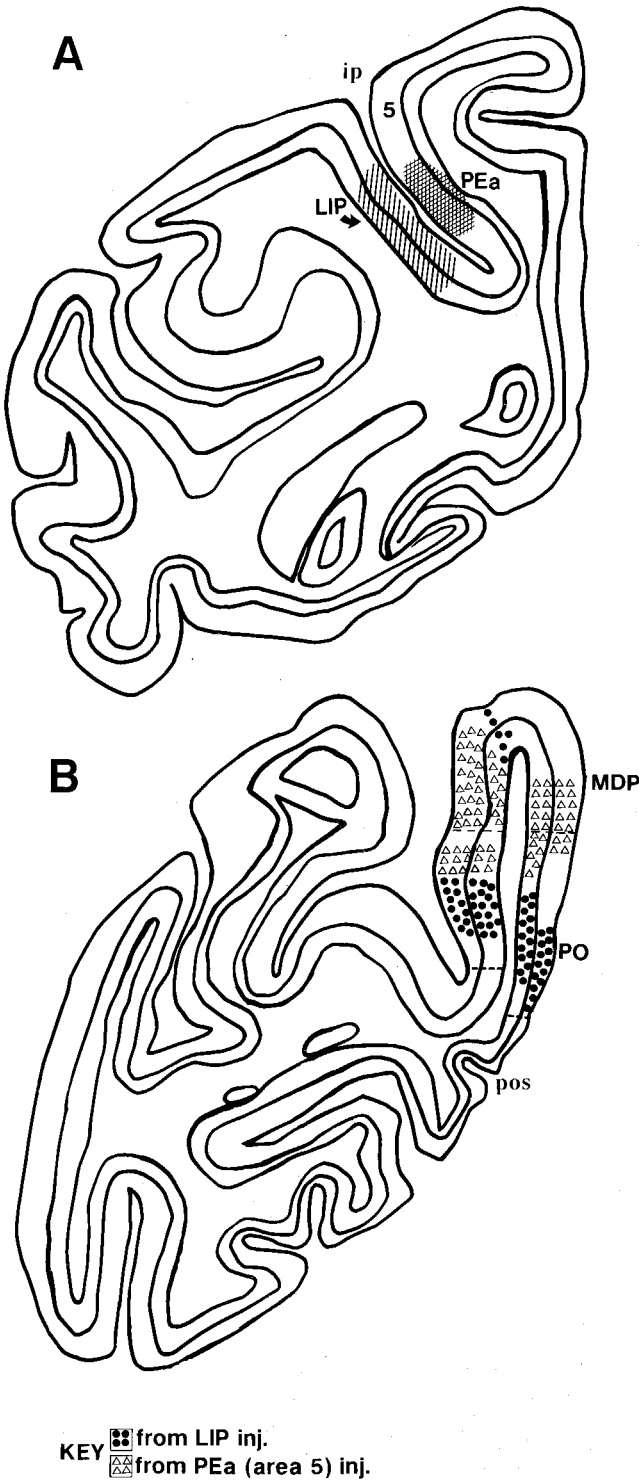 A
ip
5
PEa
LIP
B
MDP
PO
pos
KEY
from LIP inj.
from PEa (area 5) inj.